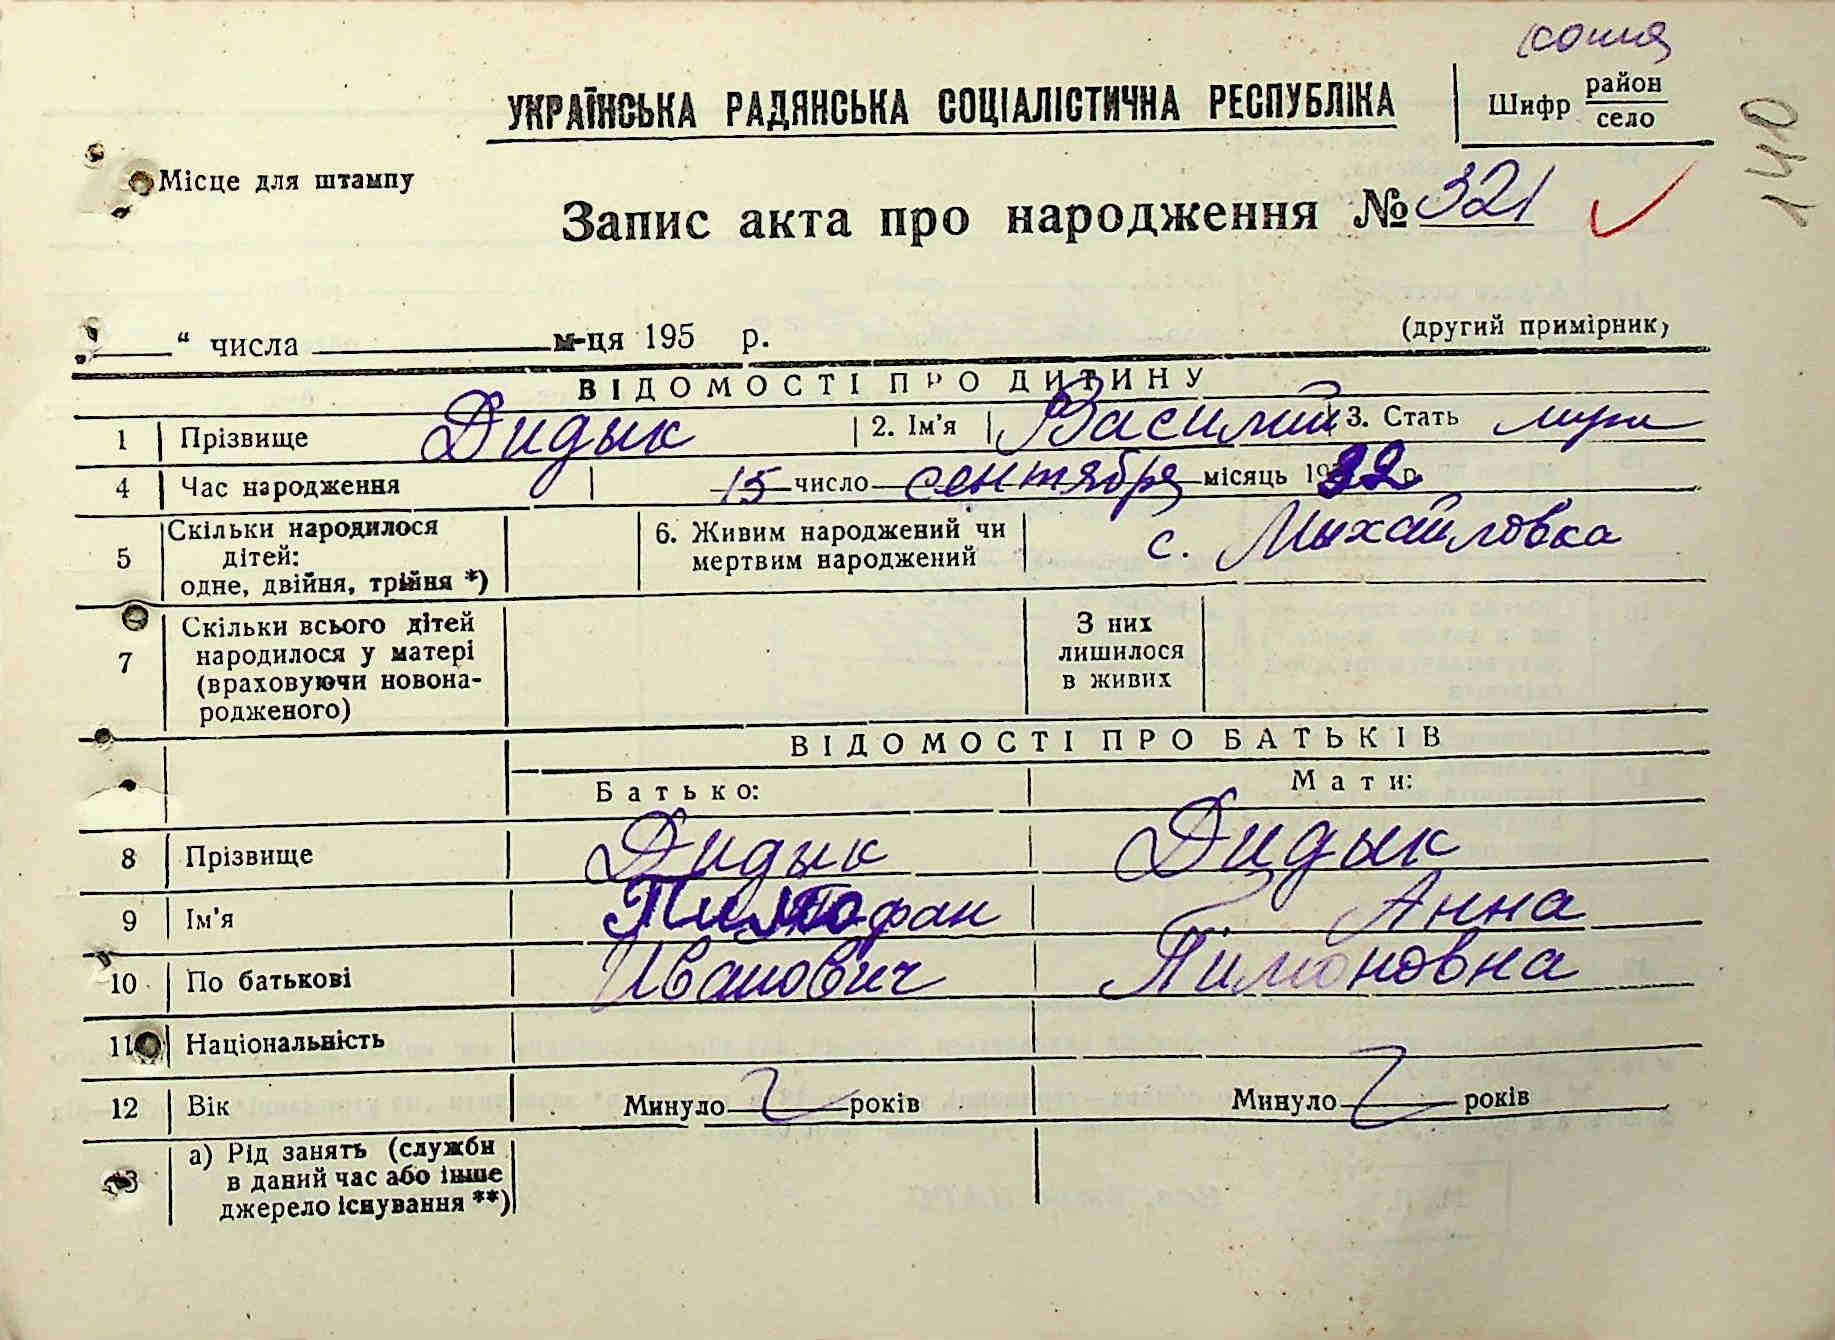 копия
УКРАЇНСЬКА РАДЯНСЬКА СОЦІАЛІСТИЧНА РЕСПУБЛІКА
Шифр район
село
1410
Місце для штампу
Запис акта про народження № 321
“ числа м-ця 195 р.
(другий примірник)
ВІДОМОСТІ ПРО ДИТИНУ
1 Прізвище Дидык 2. Ім'я Василий 3. Стать муж
4 Час народження 15 число сентября місяць 1932 р.
5 Скільки народилося дітей: одне, двійня, трійня *) 6. Живим народжений чи мертвим народжений с. Михайловка
7 Скільки всього дітей народилося у матері (враховуючи новонародженого) З них лишилося в живих
ВІДОМОСТІ ПРО БАТЬКІВ
Батько: Мати:
8 Прізвище Дидык Дидык
9 Ім'я Анна
10 По батькові Иванович Тимоновна
11 Національність
12 Вік Минуло років Минуло років
13 а) Рід занять (служби в даний час або інше джерело існування **)